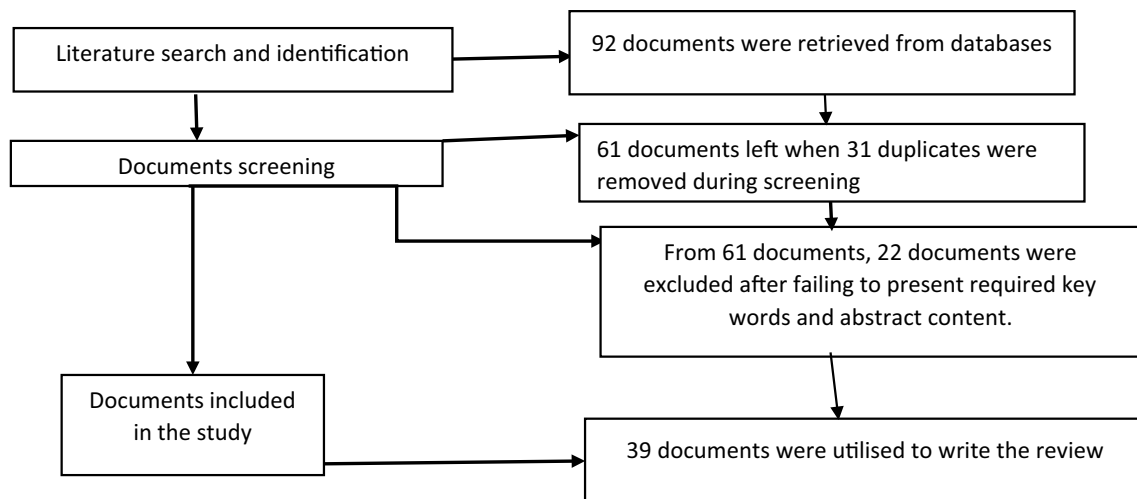 Literature search and identification
92 documents were retrieved from databases
Documents screening
61 documents left when 31 duplicates were
removed during screening
From 61 documents, 22 documents were
excluded after failing to present required key
words and abstract content.
Documents included
in the study
39 documents were utilised to write the review